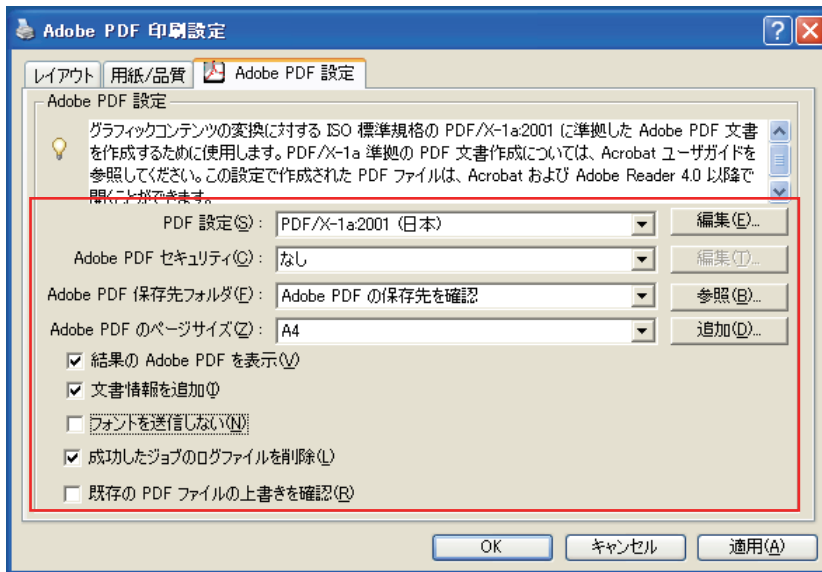 Adobe PDF 印刷設定
レイアウト 用紙/品質 Adobe PDF 設定
Adobe PDF 設定
グラフィックコンテンツの変換に対する ISO 標準規格の PDF/X-1a:2001 に準拠した Adobe PDF 文書
を作成するために使用します。PDF/X-1a 準拠の PDF 文書作成については、Acrobat ユーザガイドを
参照してください。この設定で作成された PDF ファイルは、Acrobat および Adobe Reader 4.0 以降で
開くことができます。
PDF 設定(S): PDF/X-1a:2001 (日本) 編集(E)...
Adobe PDF セキュリティ(C): なし 編集(T)...
Adobe PDF 保存先フォルダ(F): Adobe PDF の保存先を確認 参照(B)...
Adobe PDF のページサイズ(Z): A4 追加(D)...
結果の Adobe PDF を表示(V)
文書情報を追加(I)
フォントを送信しない(N)
成功したジョブのログファイルを削除(L)
既存の PDF ファイルの上書きを確認(R)
OK キャンセル 適用(A)